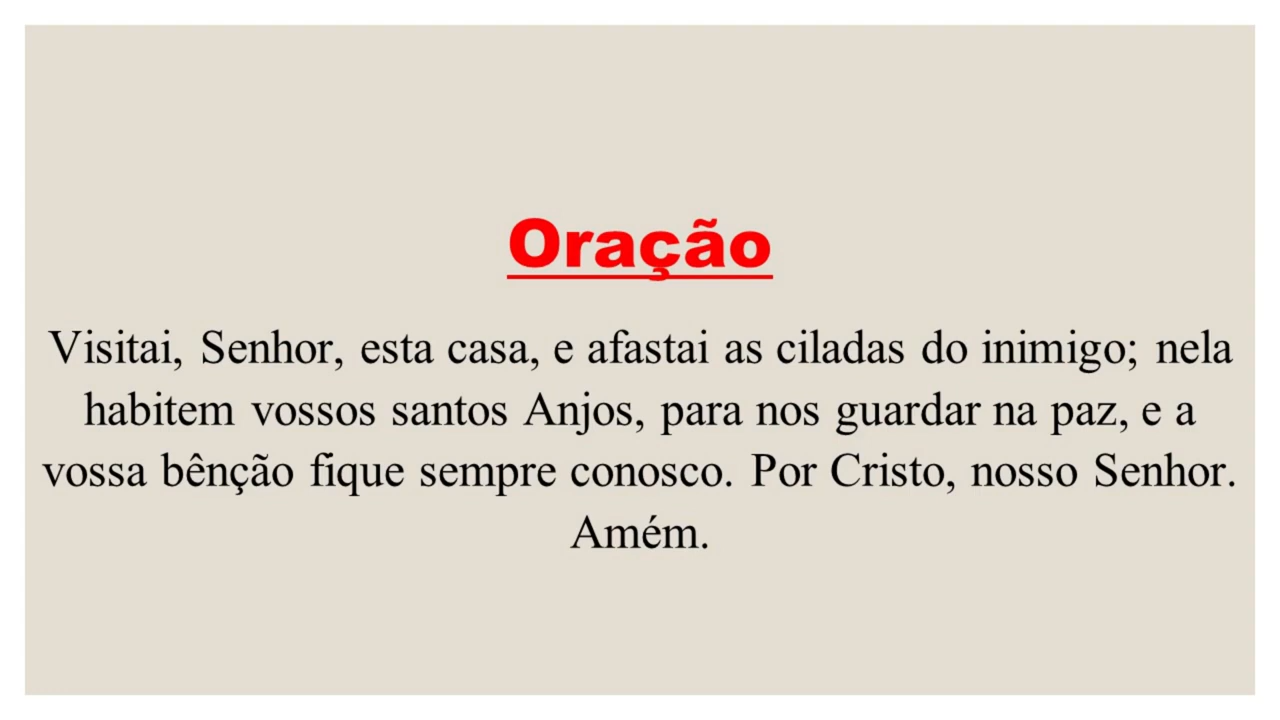 Oração
Visitai, Senhor, esta casa, e afastai as ciladas do inimigo; nela
habitem vossos santos Anjos, para nos guardar na paz, e a
vossa bênção fique sempre conosco. Por Cristo, nosso Senhor.
Amém.